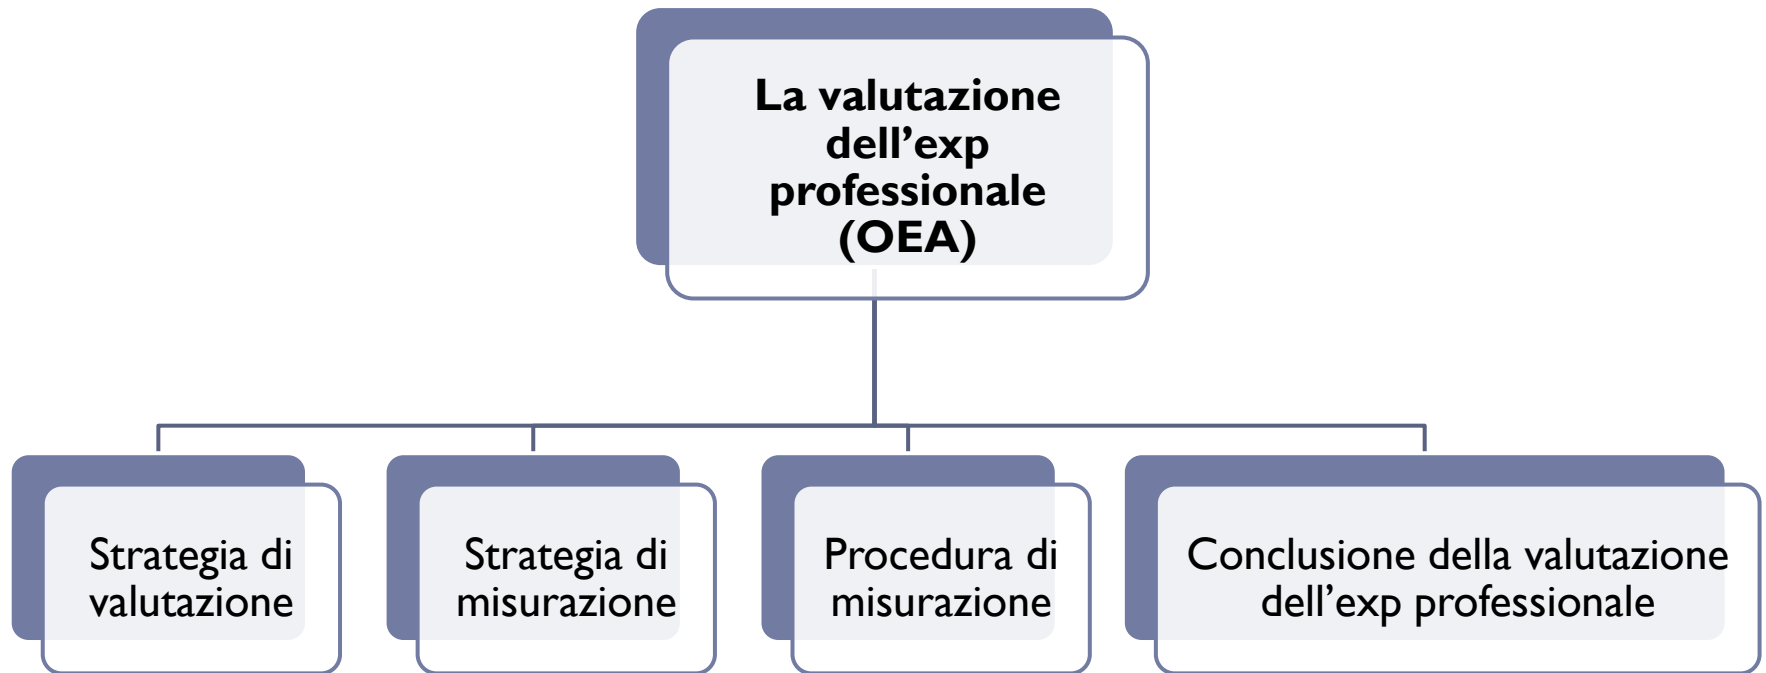 La valutazione
dell’exp
professionale
(OEA)
Strategia di
valutazione
Strategia di
misurazione
Procedura di
misurazione
Conclusione della valutazione
dell’exp professionale